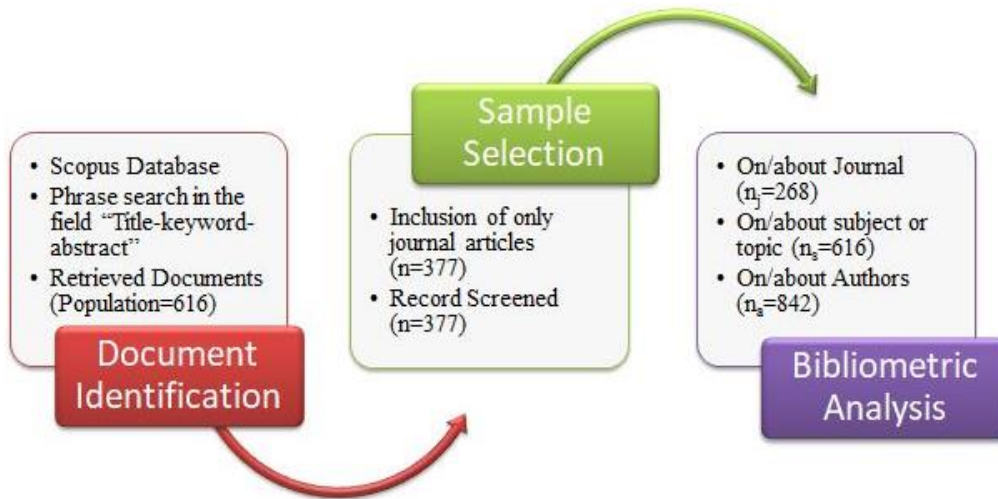 • Scopus Database
• Phrase search in the
field “Title-keyword-
abstract”
• Retrieved Documents
(Population=616)
Document
Identification
Sample
Selection
• Inclusion of only
journal articles
(n=377)
• Record Screened
(n=377)
• On/about Journal
(nj=268)
• On/about subject or
topic (ns=616)
• On/about Authors
(na=842)
Bibliometric
Analysis